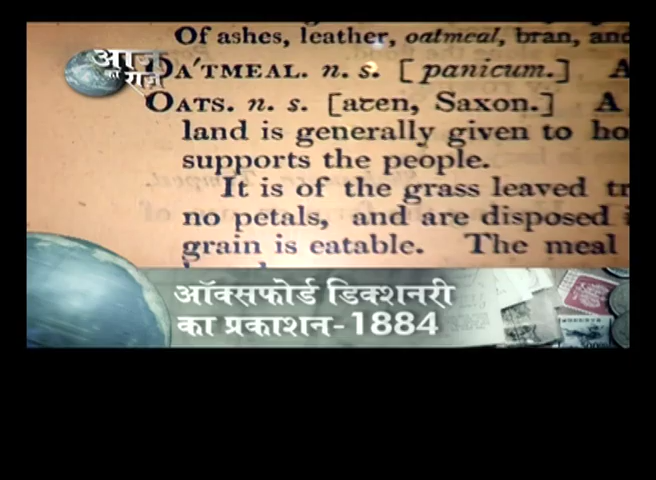 Of ashes, leather, oatmeal, bran, and
आज
का
राज़
OA'TMEAL. n. s. [panicum.] A
OATS. n. s. [aten, Saxon.] A
land is generally given to ho
supports the people.
It is of the grass leaved tr
no petals, and are disposed i
grain is eatable. The meal
ऑक्सफोर्ड डिक्शनरी
का प्रकाशन-1884